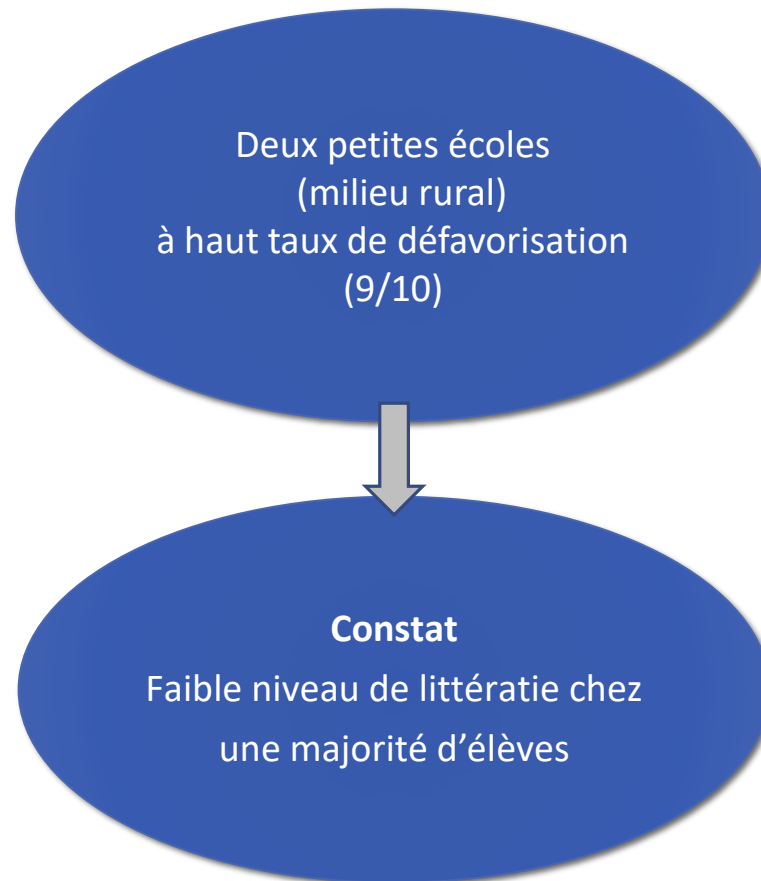 Deux petites écoles
(milieu rural)
à haut taux de défavorisation
(9/10)
Constat
Faible niveau de littératie chez
une majorité d’élèves